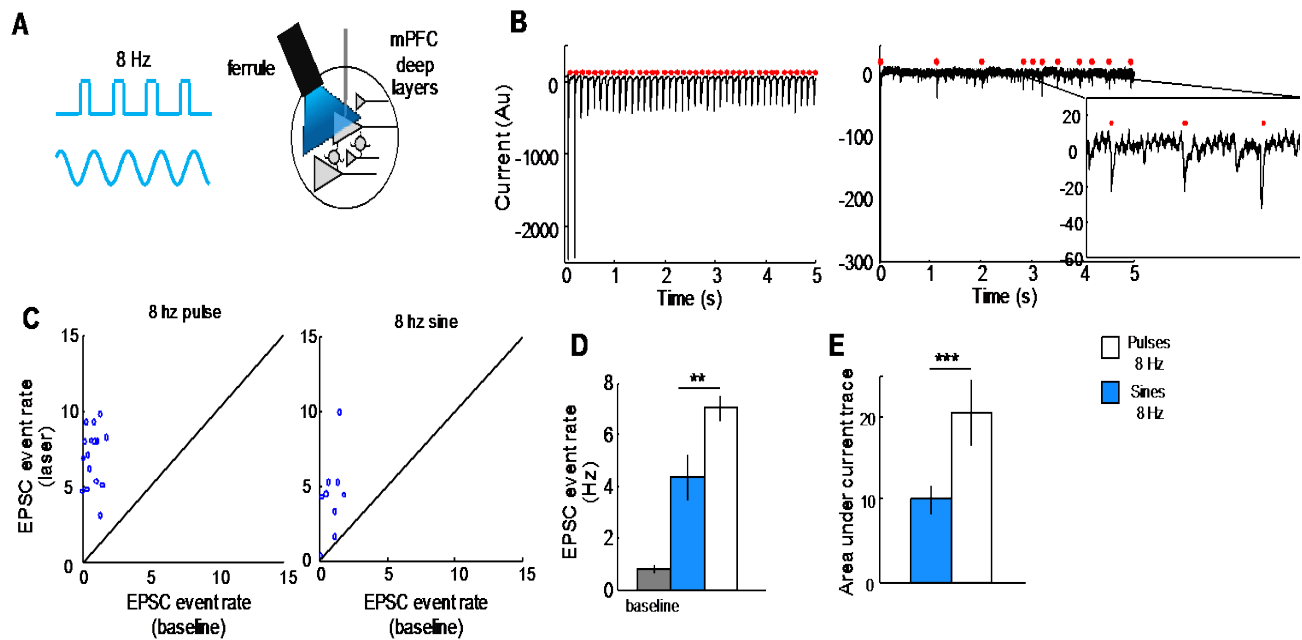 A
8 Hz
ferrule
mPFC
deep
layers
B
Current (Au)
0
-1000
-2000
0 1 2 3 4 5
Time (s)
0
-100
-200
-300
0 1 2 3 4 5
Time (s)
20
0
-20
-40
-60
C
8 hz pulse
EPSC event rate
(laser)
15
10
5
0
0 5 10 15
EPSC event rate
(baseline)
8 hz sine
15
10
5
0
0 5 10 15
EPSC event rate
(baseline)
D
**
EPSC event rate
(Hz)
8
6
4
2
0
baseline
E
***
Area under current trace
20
10
0
Pulses
8 Hz
Sines
8 Hz